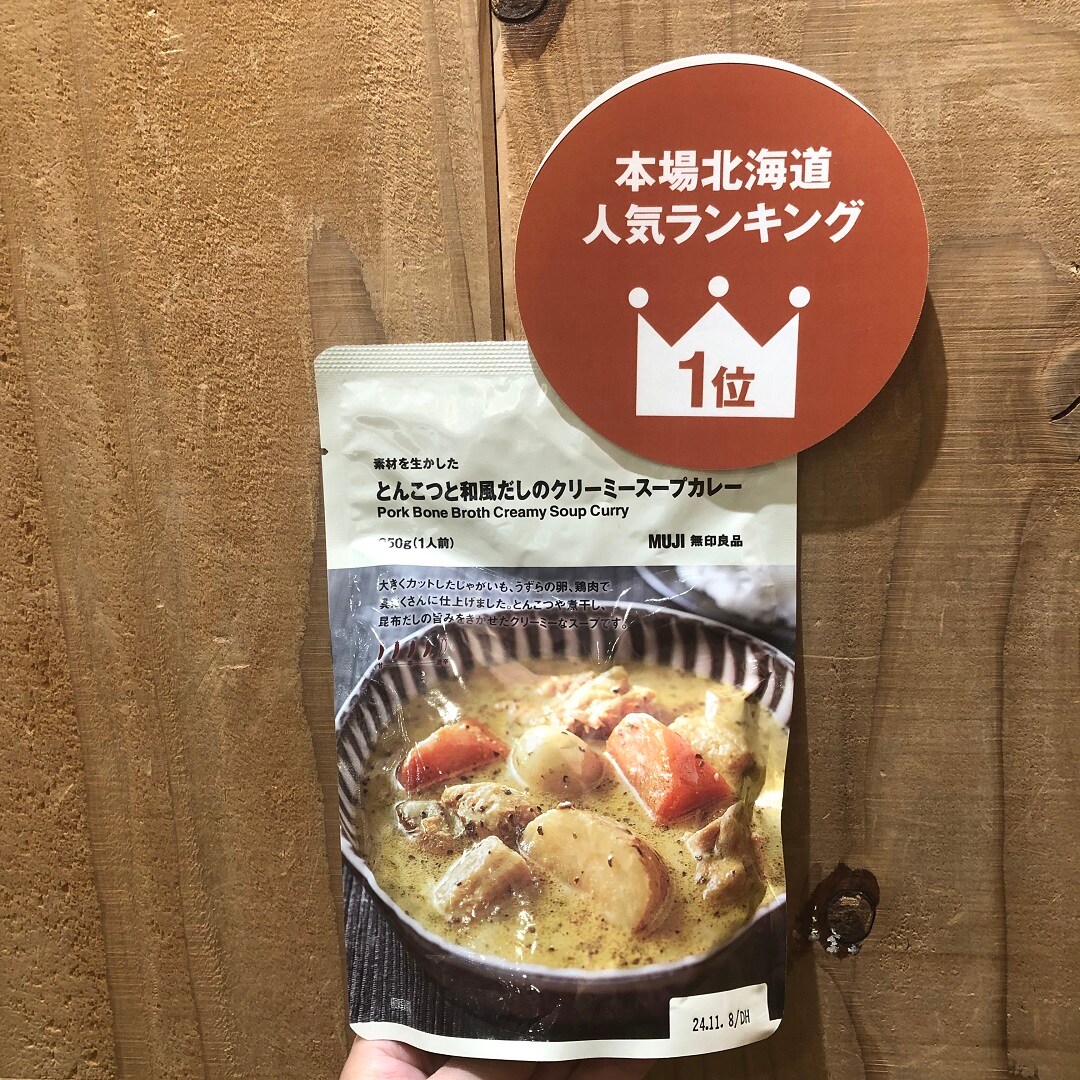 本場北海道
人気ランキング
1位
素材を生かした
とんこつと和風だしのクリーミースープカレー
Pork Bone Broth Creamy Soup Curry
50g(1人前)
MUJI 無印良品
大きくカットしたじゃがいも、うずらの卵、鶏肉で
具だくさんに仕上げました。とんこつや煮干し、
昆布だしの旨みをきかせたクリーミーなスープです。
24.11. 8/DH